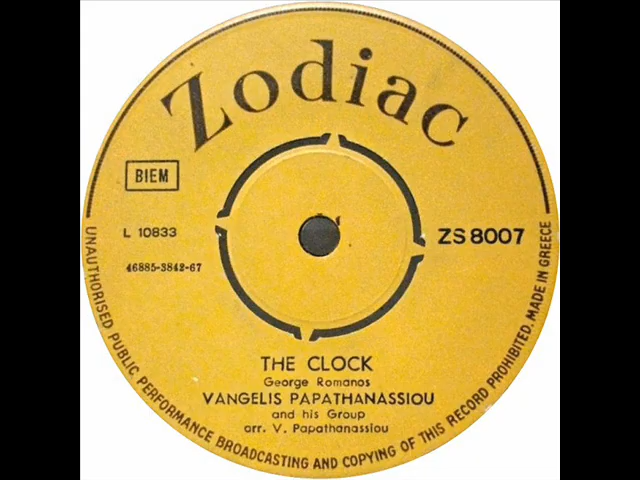 Zodiac
BIEM
L 10833
ZS 8007
46885-3842-67
THE CLOCK
George Romanos
VANGELIS PAPATHANASSIOU
and his Group
arr. V. Papathanassiou
UNAUTHORISED PUBLIC, PERFORMANCE BROADCASTING AND COPYING OF THIS RECORD PROHIBITED. MADE IN GREECE